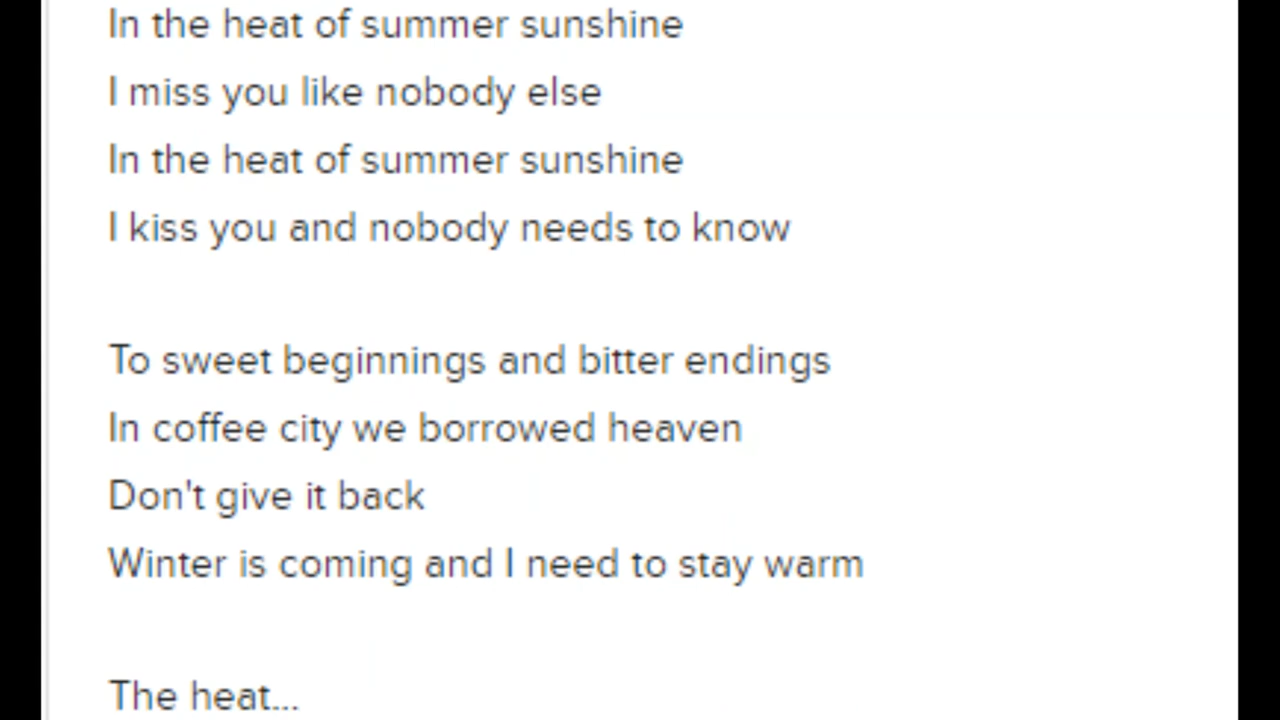 In the heat of summer sunshine
I miss you like nobody else
In the heat of summer sunshine
I kiss you and nobody needs to know
To sweet beginnings and bitter endings
In coffee city we borrowed heaven
Don't give it back
Winter is coming and I need to stay warm
The heat...